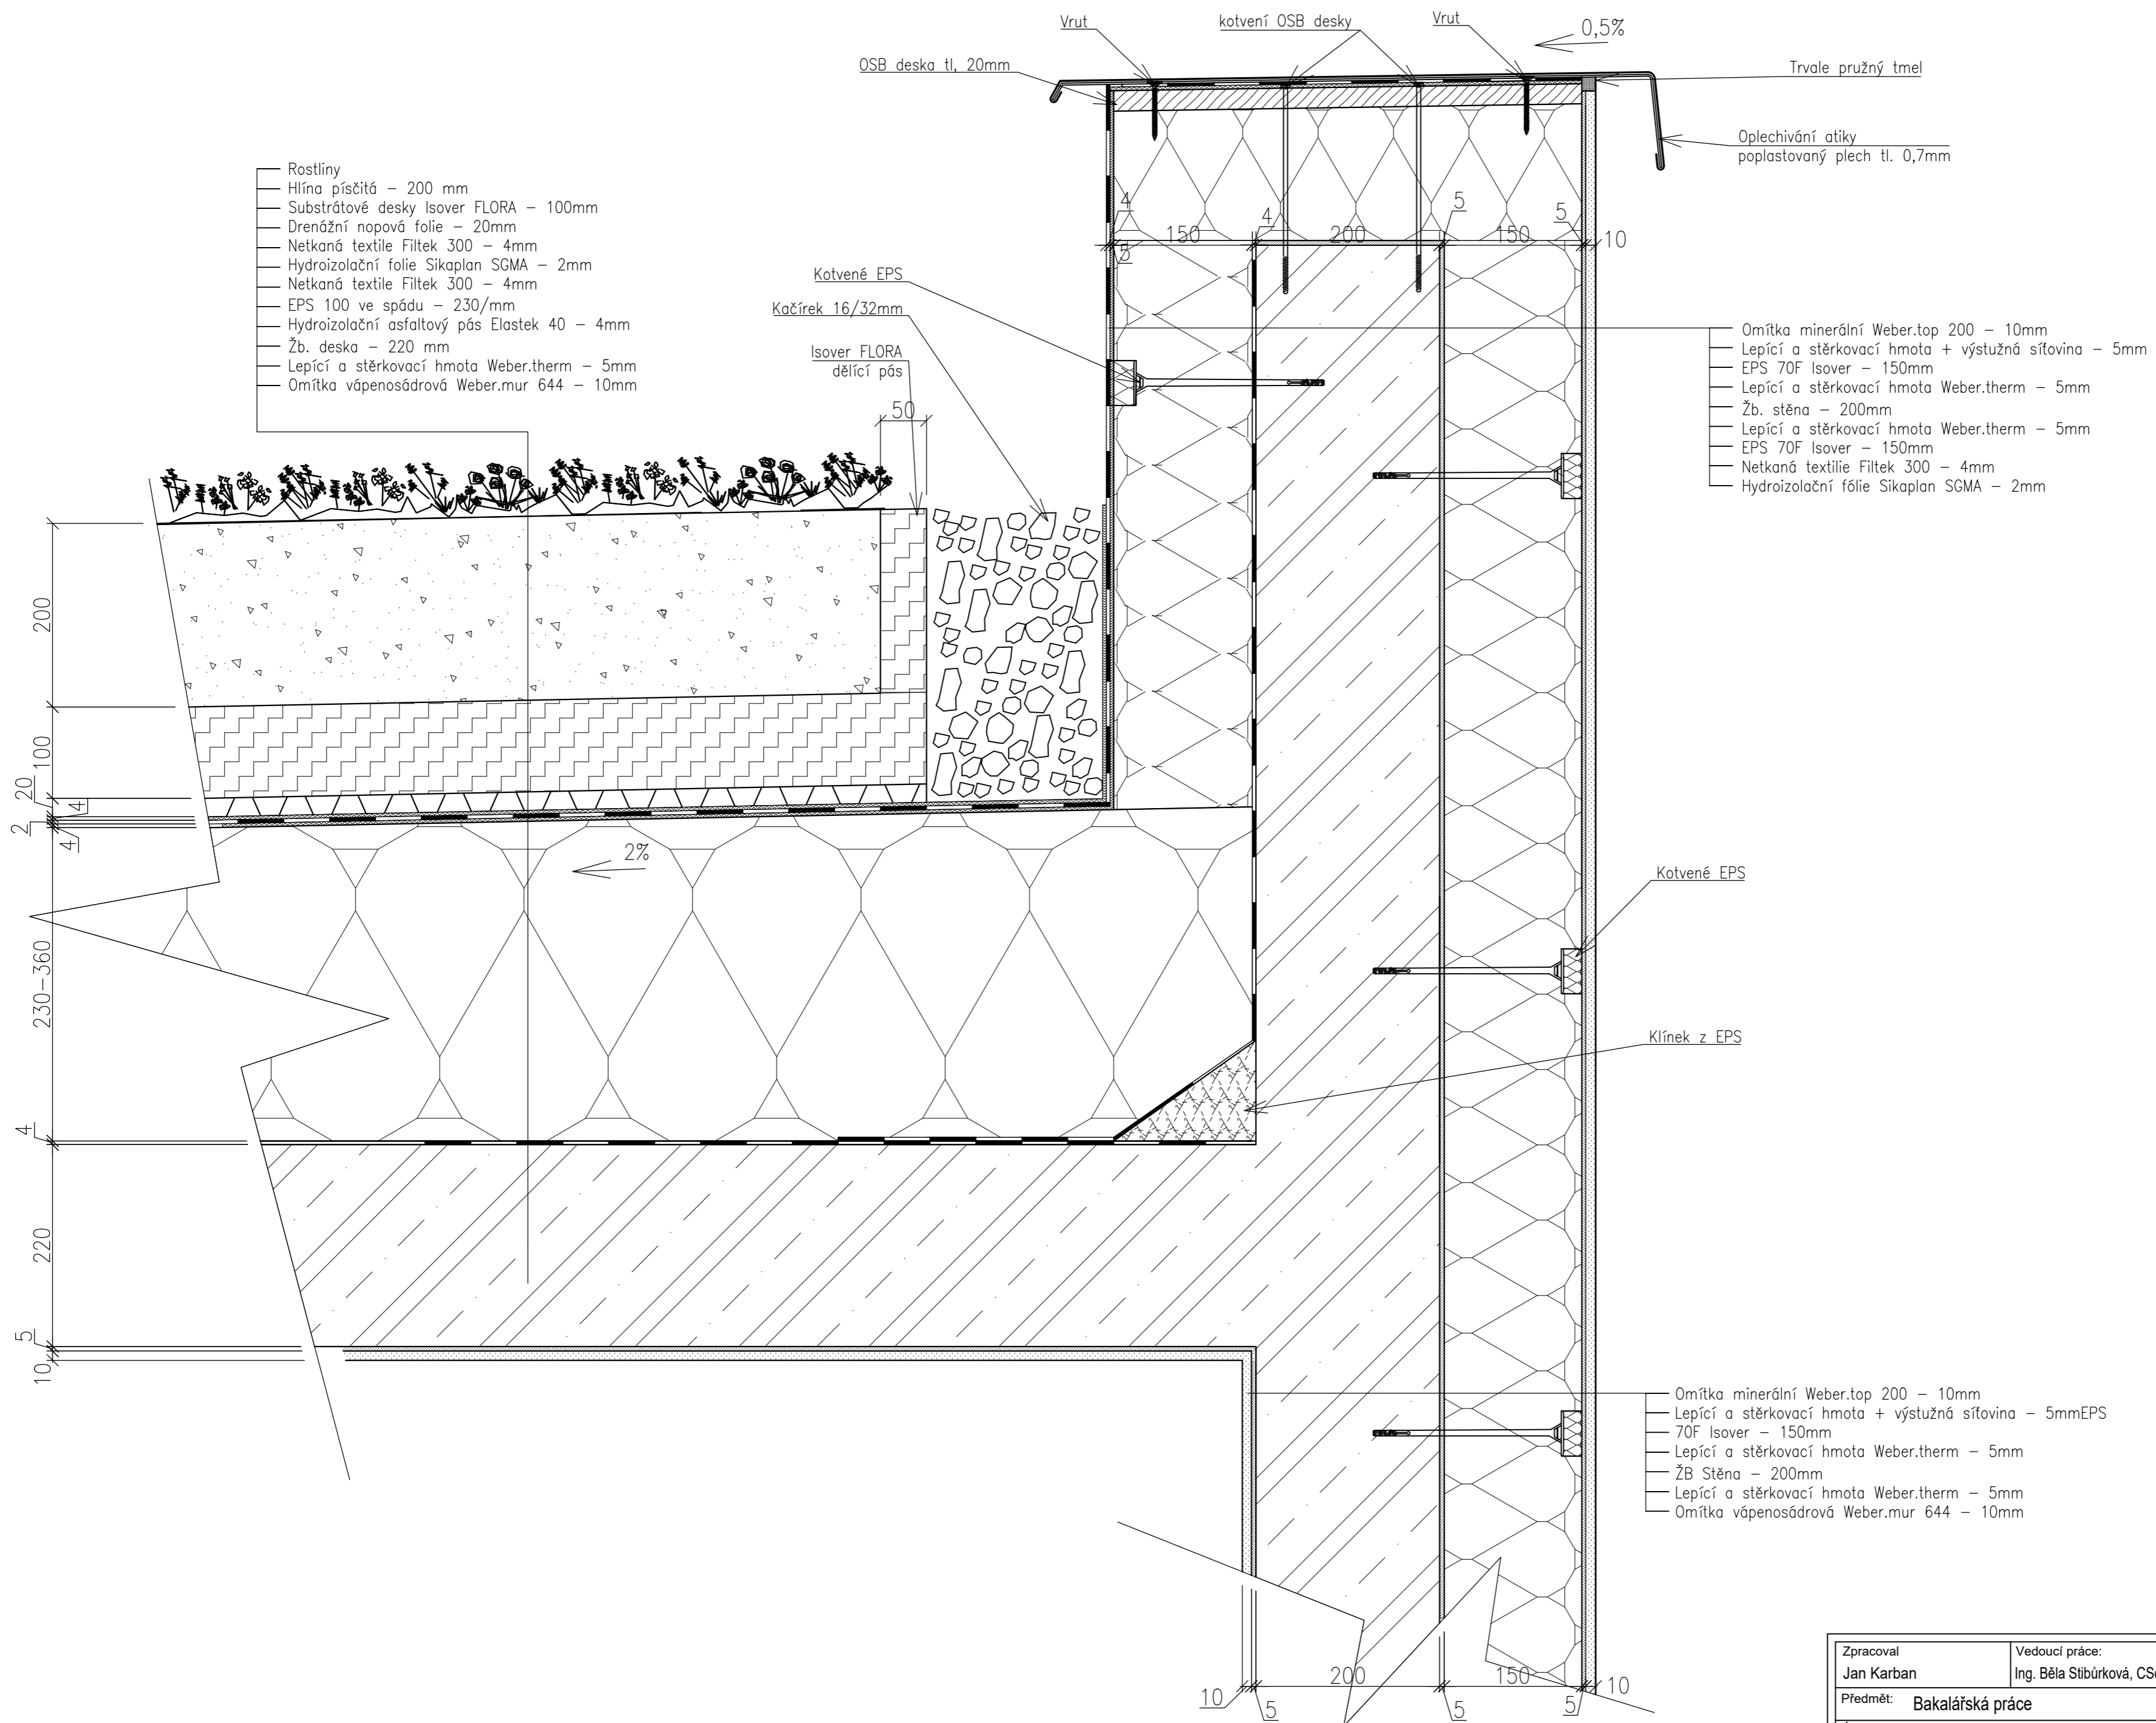 Vrut
kotvení OSB desky
Vrut
0,5%
OSB deska tl, 20mm
Trvale pružný tmel
Oplechivání atiky
poplastovaný plech tl. 0,7mm
Rostliny
Hlína písčitá – 200 mm
Substrátové desky Isover FLORA – 100mm
Drenážní nopová folie – 20mm
Netkaná textile Filtek 300 – 4mm
Hydroizolační folie Sikaplan SGMA – 2mm
Netkaná textile Filtek 300 – 4mm
EPS 100 ve spádu – 230/mm
Hydroizolační asfaltový pás Elastek 40 – 4mm
Žb. deska – 220 mm
Lepící a stěrkovací hmota Weber.therm – 5mm
Omítka vápenosádrová Weber.mur 644 – 10mm
4
150
5
4
200
5
150
5
10
Kotvené EPS
Kačírek 16/32mm
Isover FLORA
dělící pás
50
Omítka minerální Weber.top 200 – 10mm
Lepící a stěrkovací hmota + výstužná síťovina – 5mm
EPS 70F Isover – 150mm
Lepící a stěrkovací hmota Weber.therm – 5mm
Žb. stěna – 200mm
Lepící a stěrkovací hmota Weber.therm – 5mm
EPS 70F Isover – 150mm
Netkaná textilie Filtek 300 – 4mm
Hydroizolační fólie Sikaplan SGMA – 2mm
200
100
20
4
2
4
2%
230–360
4
220
5
10
Kotvené EPS
Klínek z EPS
Omítka minerální Weber.top 200 – 10mm
Lepící a stěrkovací hmota + výstužná síťovina – 5mmEPS
70F Isover – 150mm
Lepící a stěrkovací hmota Weber.therm – 5mm
ŽB Stěna – 200mm
Lepící a stěrkovací hmota Weber.therm – 5mm
Omítka vápenosádrová Weber.mur 644 – 10mm
10
5
200
5
150
5
10
Zpracoval
Vedoucí práce:
Jan Karban
Ing. Běla Stibůrková, CSc
Předmět: Bakalářská práce